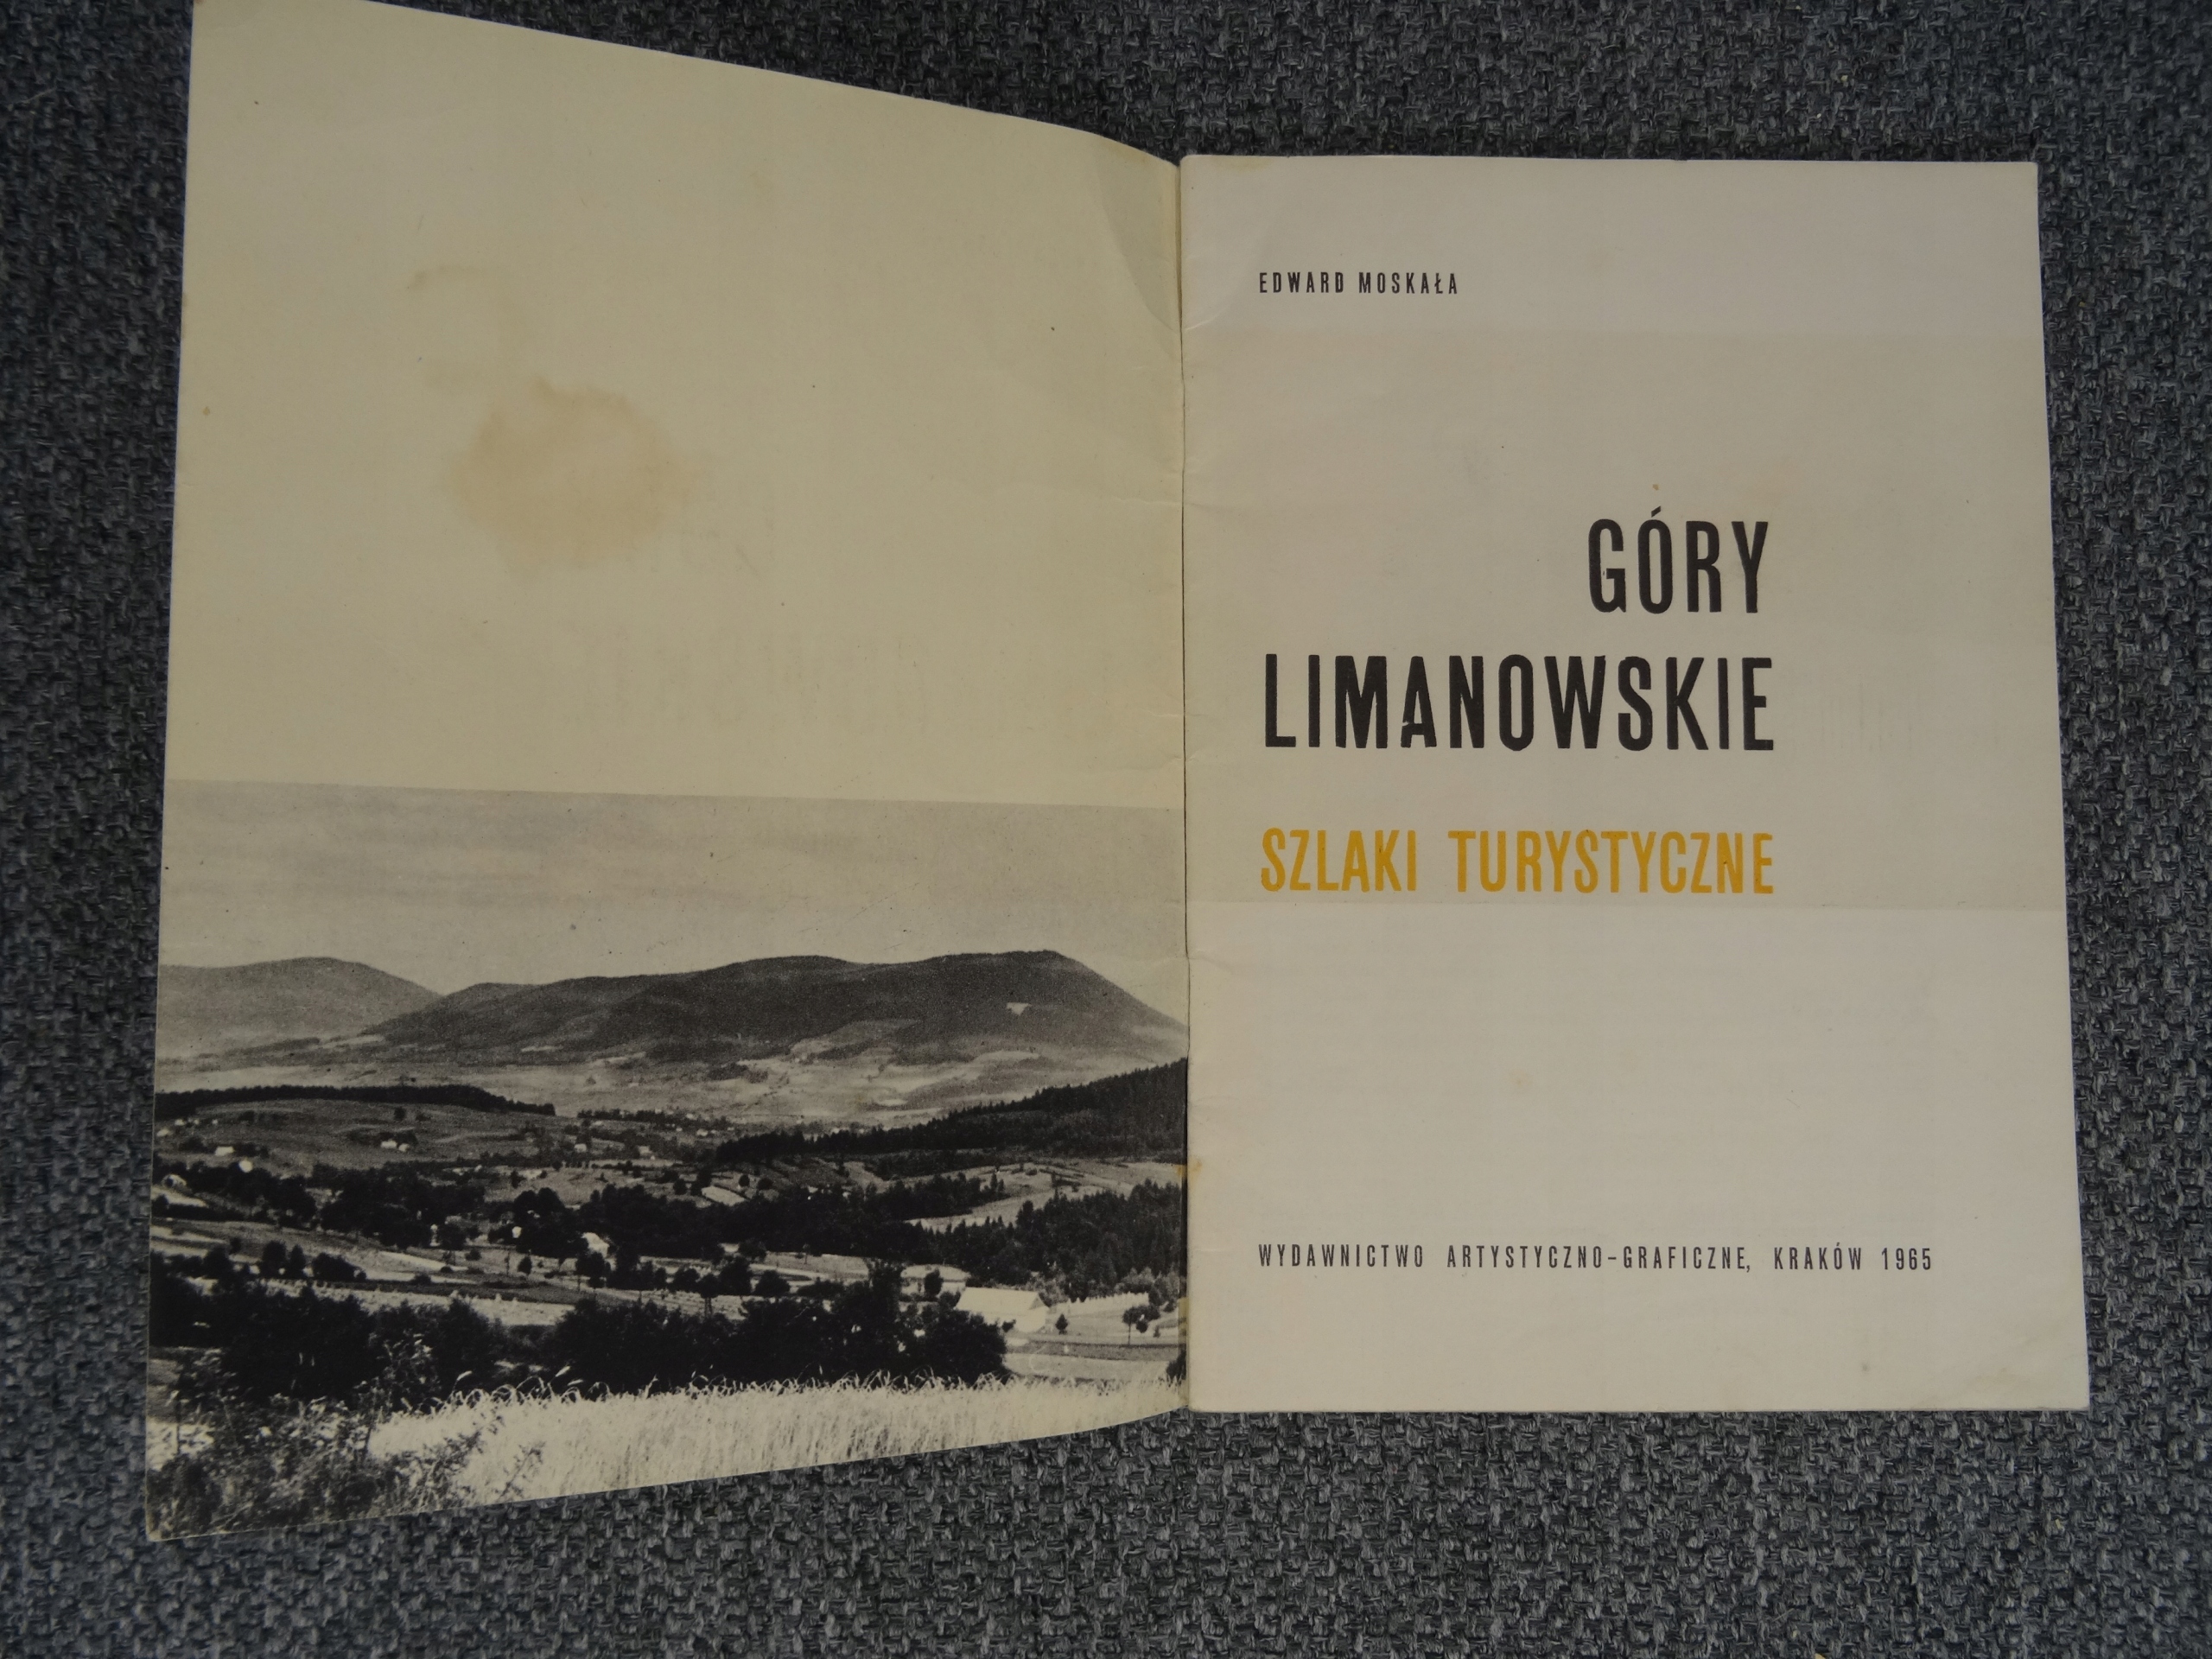 EDWARD MOSKAŁA
GÓRY
LIMANOWSKIE
SZLAKI TURYSTYCZNE
WYDAWNICTWO ARTYSTYCZNO-GRAFICZNE, KRAKÓW 1965